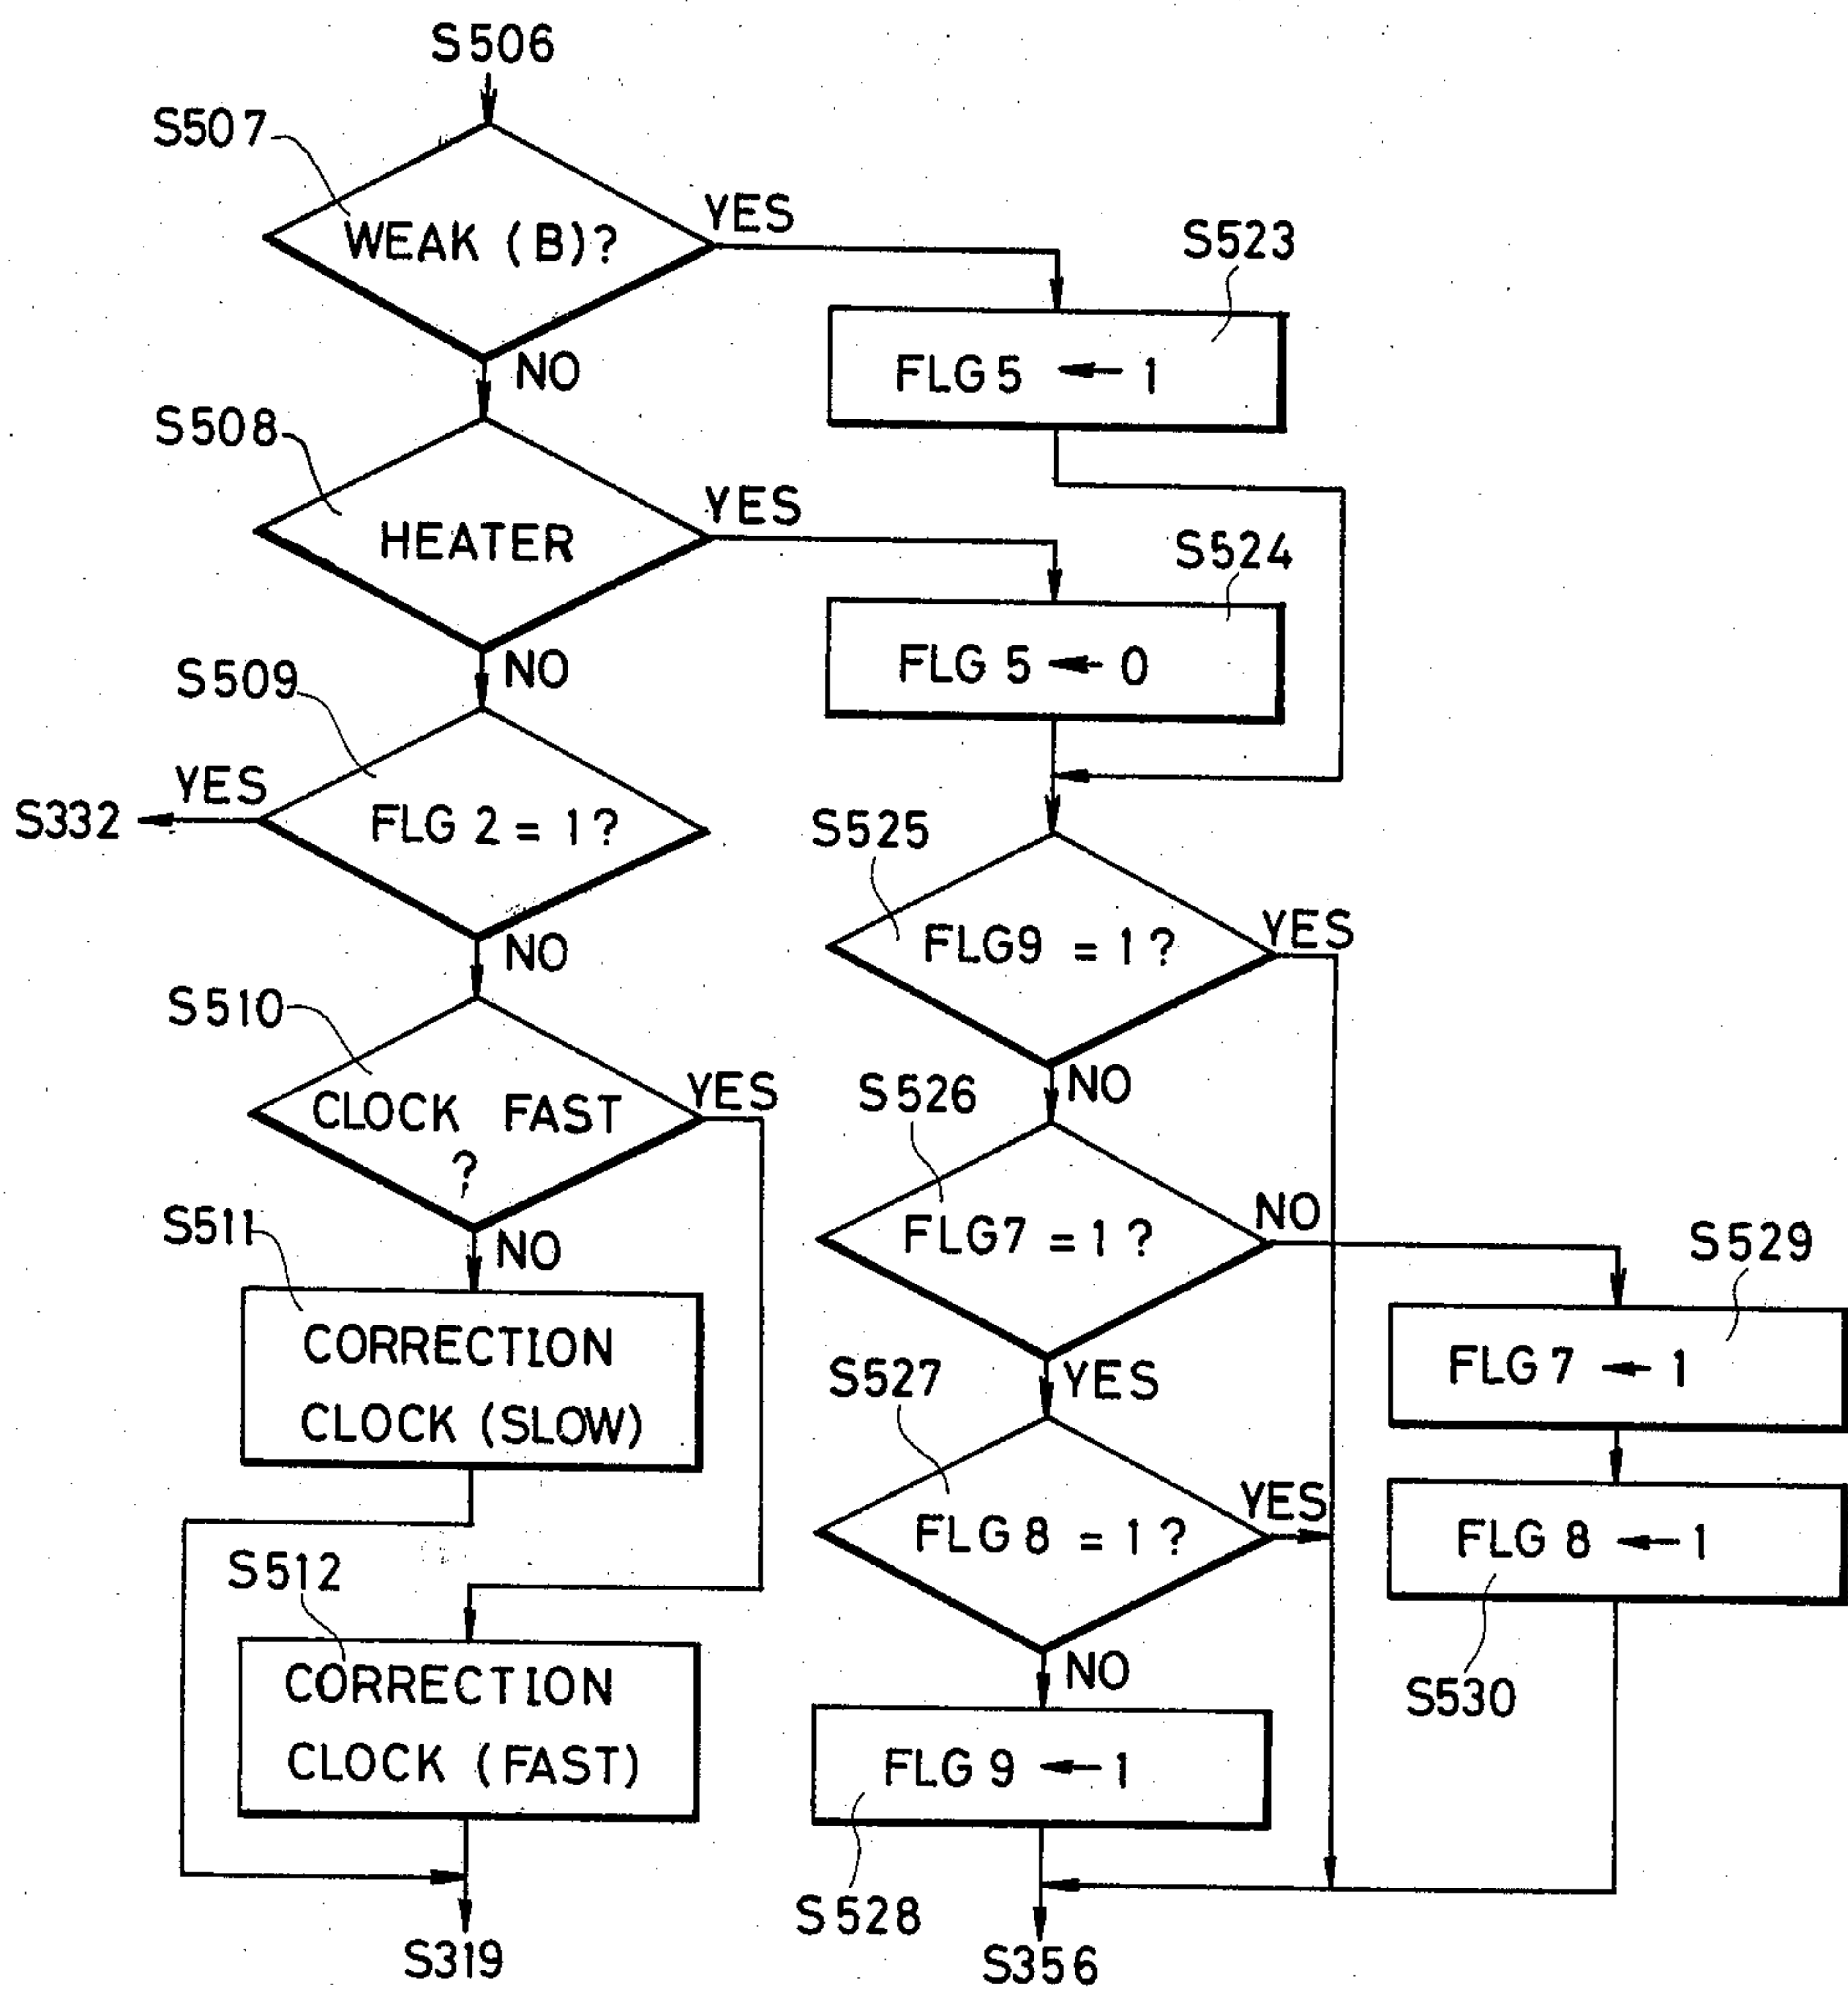 S506
S507
WEAK (B)?
YES
NO
S523
FLG 5 ← 1
S508
HEATER
YES
NO
S524
FLG 5 ← 0
S509
FLG 2 = 1 ?
YES
S332
NO
S525
FLG9 = 1 ?
YES
NO
S510
CLOCK FAST
?
YES
NO
S526
FLG7 = 1 ?
NO
YES
S529
FLG 7 ← 1
S511
CORRECTION
CLOCK (SLOW)
S527
FLG 8 = 1 ?
YES
NO
FLG 8 ← 1
S530
S512
CORRECTION
CLOCK (FAST)
FLG 9 ← 1
S528
S319
S356